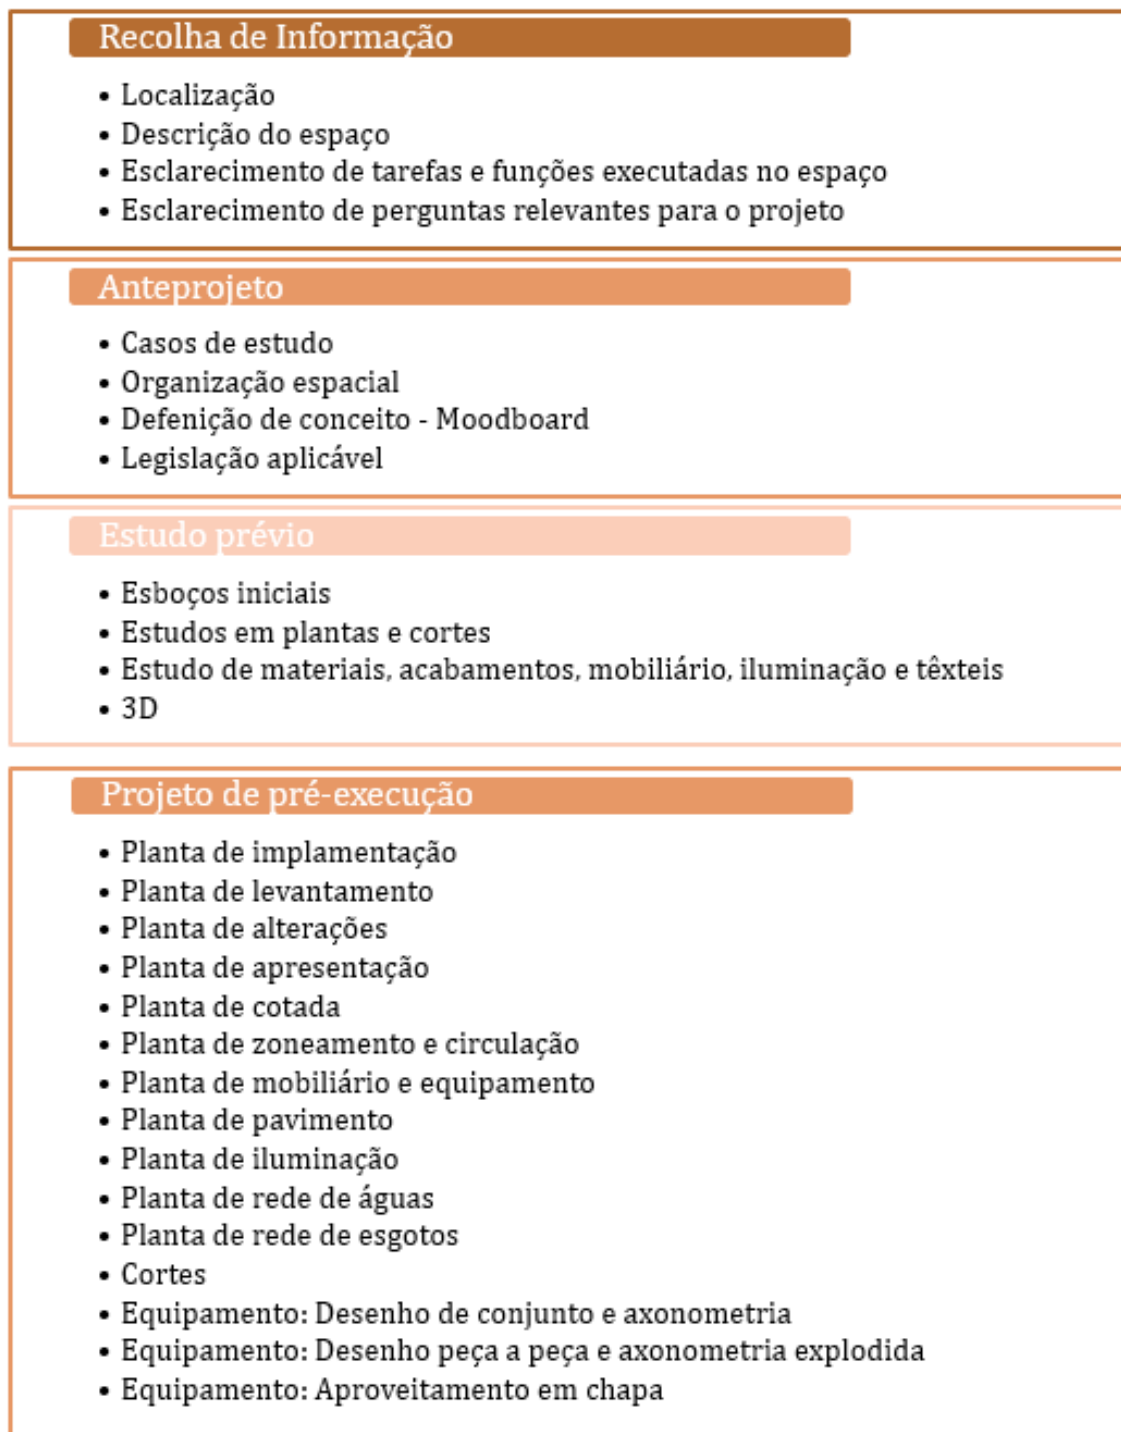 Recolha de Informação
• Localização
• Descrição do espaço
• Esclarecimento de tarefas e funções executadas no espaço
• Esclarecimento de perguntas relevantes para o projeto
Anteprojeto
• Casos de estudo
• Organização espacial
• Defenição de conceito - Moodboard
• Legislação aplicável
Estudo prévio
• Esboços iniciais
• Estudos em plantas e cortes
• Estudo de materiais, acabamentos, mobiliário, iluminação e têxteis
• 3D
Projeto de pré-execução
• Planta de implamentação
• Planta de levantamento
• Planta de alterações
• Planta de apresentação
• Planta de cotada
• Planta de zoneamento e circulação
• Planta de mobiliário e equipamento
• Planta de pavimento
• Planta de iluminação
• Planta de rede de águas
• Planta de rede de esgotos
• Cortes
• Equipamento: Desenho de conjunto e axonometria
• Equipamento: Desenho peça a peça e axonometria explodida
• Equipamento: Aproveitamento em chapa